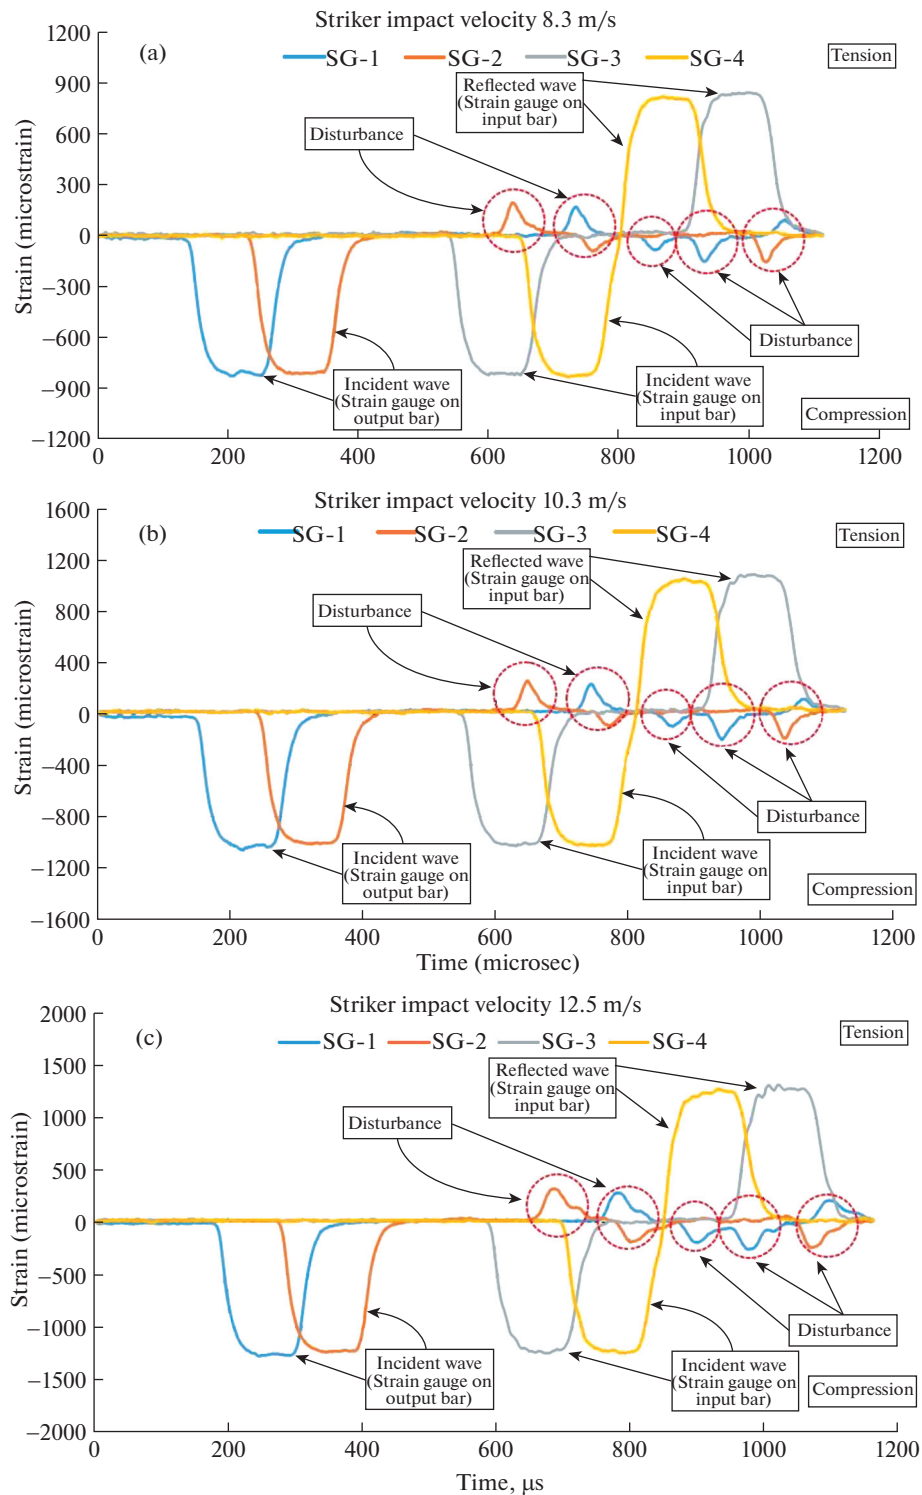 Striker impact velocity 8.3 m/s
(a)
SG-1 SG-2 SG-3 SG-4
Tension
Reflected wave
(Strain gauge on
input bar)
Disturbance
Strain (microstrain)
1200
900
600
300
0
−300
−600
−900
−1200
Disturbance
Incident wave
(Strain gauge on
output bar)
Incident wave
(Strain gauge on
input bar)
Compression
0 200 400 600 800 1000 1200
Striker impact velocity 10.3 m/s
(b)
SG-1 SG-2 SG-3 SG-4
Tension
Reflected wave
(Strain gauge on
input bar)
Disturbance
Strain (microstrain)
1600
1200
800
400
0
−400
−800
−1200
−1600
Disturbance
Incident wave
(Strain gauge on
output bar)
Incident wave
(Strain gauge on
input bar)
Compression
0 200 400 600 800 1000 1200
Time (microsec)
Striker impact velocity 12.5 m/s
(c)
SG-1 SG-2 SG-3 SG-4
Tension
Reflected wave
(Strain gauge on
input bar)
Disturbance
Strain (microstrain)
2000
1500
1000
500
0
−500
−1000
−1500
−2000
Disturbance
Incident wave
(Strain gauge on
output bar)
Incident wave
(Strain gauge on
input bar)
Compression
0 200 400 600 800 1000 1200
Time, μs